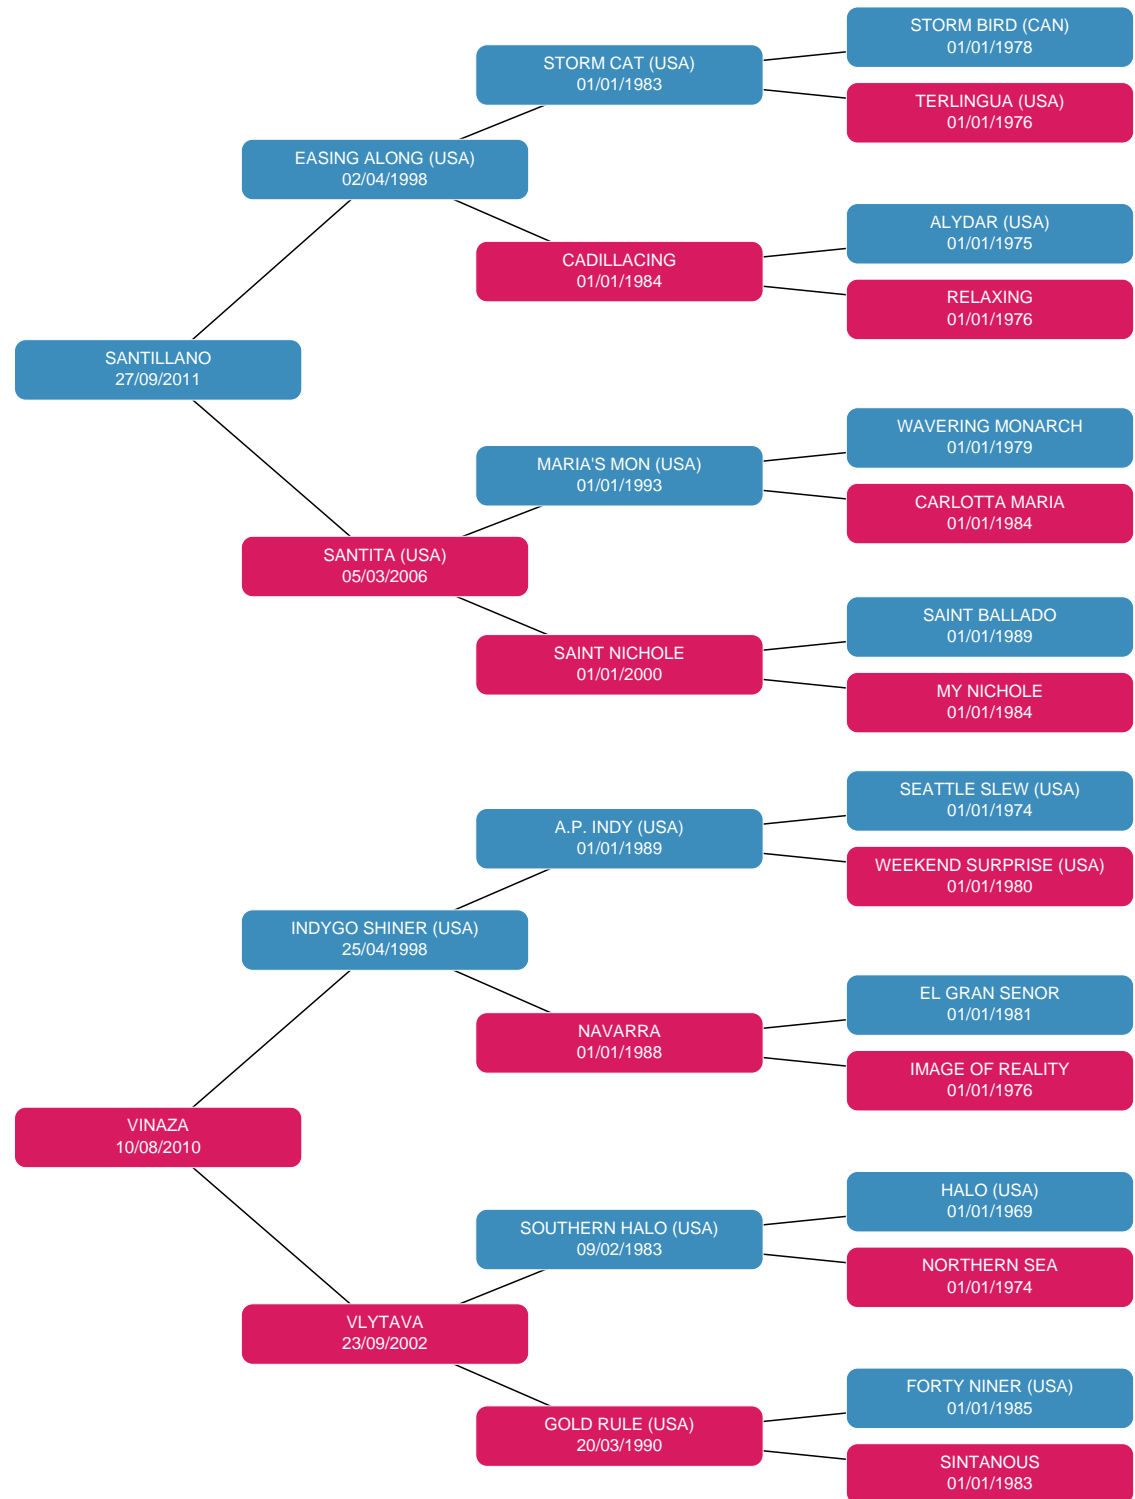 STORM BIRD (CAN)
01/01/1978
STORM CAT (USA)
01/01/1983
TERLINGUA (USA)
01/01/1976
EASING ALONG (USA)
02/04/1998
ALYDAR (USA)
01/01/1975
CADILLACING
01/01/1984
RELAXING
01/01/1976
SANTILLANO
27/09/2011
WAVERING MONARCH
01/01/1979
MARIA'S MON (USA)
01/01/1993
CARLOTTA MARIA
01/01/1984
SANTITA (USA)
05/03/2006
SAINT BALLADO
01/01/1989
SAINT NICHOLE
01/01/2000
MY NICHOLE
01/01/1984
SEATTLE SLEW (USA)
01/01/1974
A.P. INDY (USA)
01/01/1989
WEEKEND SURPRISE (USA)
01/01/1980
INDYGO SHINER (USA)
25/04/1998
EL GRAN SENOR
01/01/1981
NAVARRA
01/01/1988
IMAGE OF REALITY
01/01/1976
VINAZA
10/08/2010
HALO (USA)
01/01/1969
SOUTHERN HALO (USA)
09/02/1983
NORTHERN SEA
01/01/1974
VLYTAVA
23/09/2002
FORTY NINER (USA)
01/01/1985
GOLD RULE (USA)
20/03/1990
SINTANOUS
01/01/1983